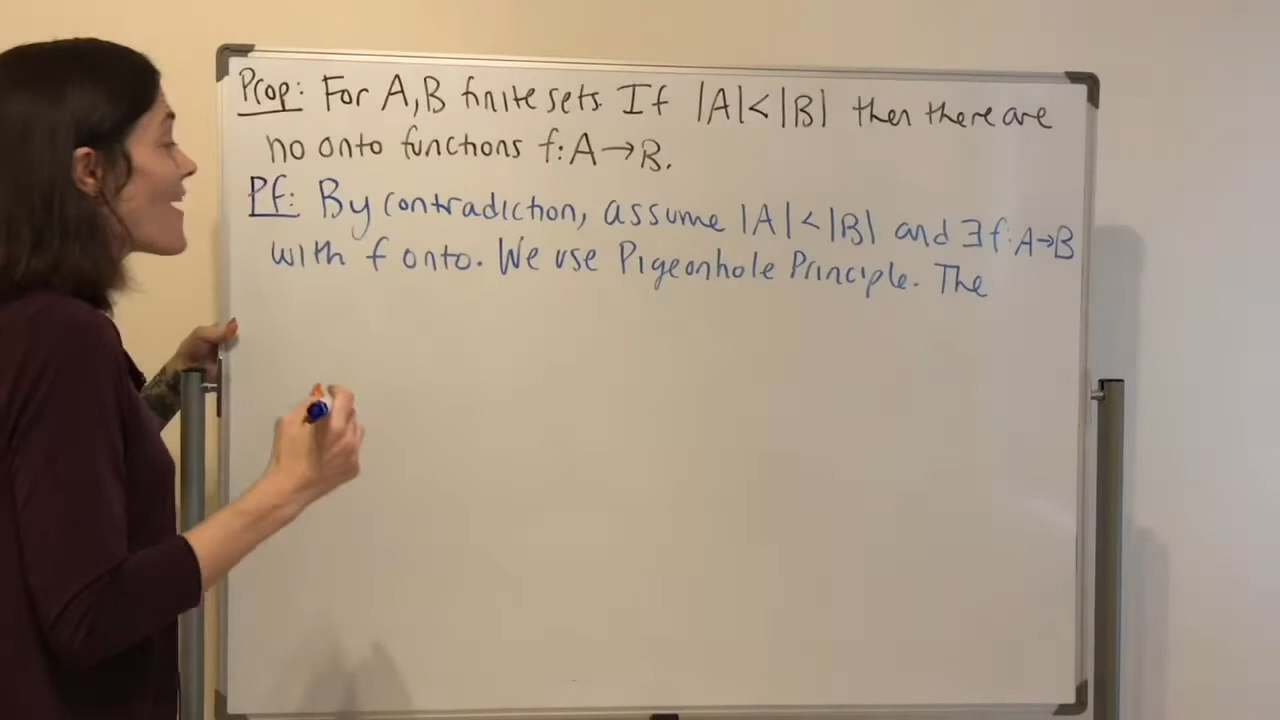 Prop: For A,B finite sets. If |A|<|B| then there are
no onto functions f:A→B.
Pf: By contradiction, assume |A|<|B| and ∃f:A→B
with f onto. We use Pigeonhole Principle. The